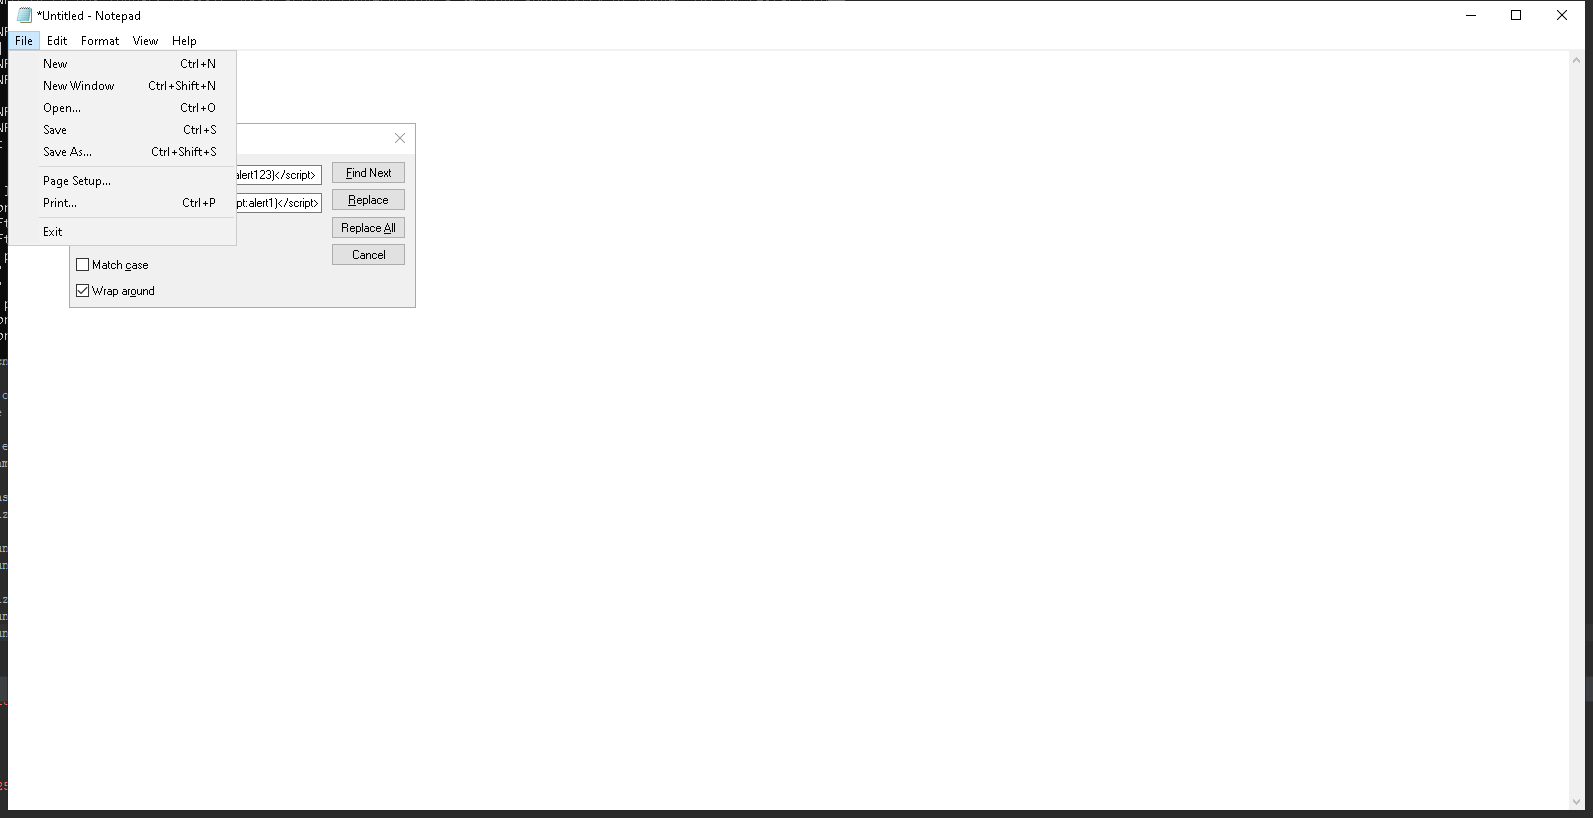 *Untitled - Notepad
File Edit Format View Help
New Ctrl+N
New Window Ctrl+Shift+N
Open... Ctrl+O
Save Ctrl+S
Save As... Ctrl+Shift+S
Page Setup...
Print... Ctrl+P
Exit
alert123)</script> Find Next
pt:alert1)</script> Replace
Replace All
Cancel
Match case
Wrap around